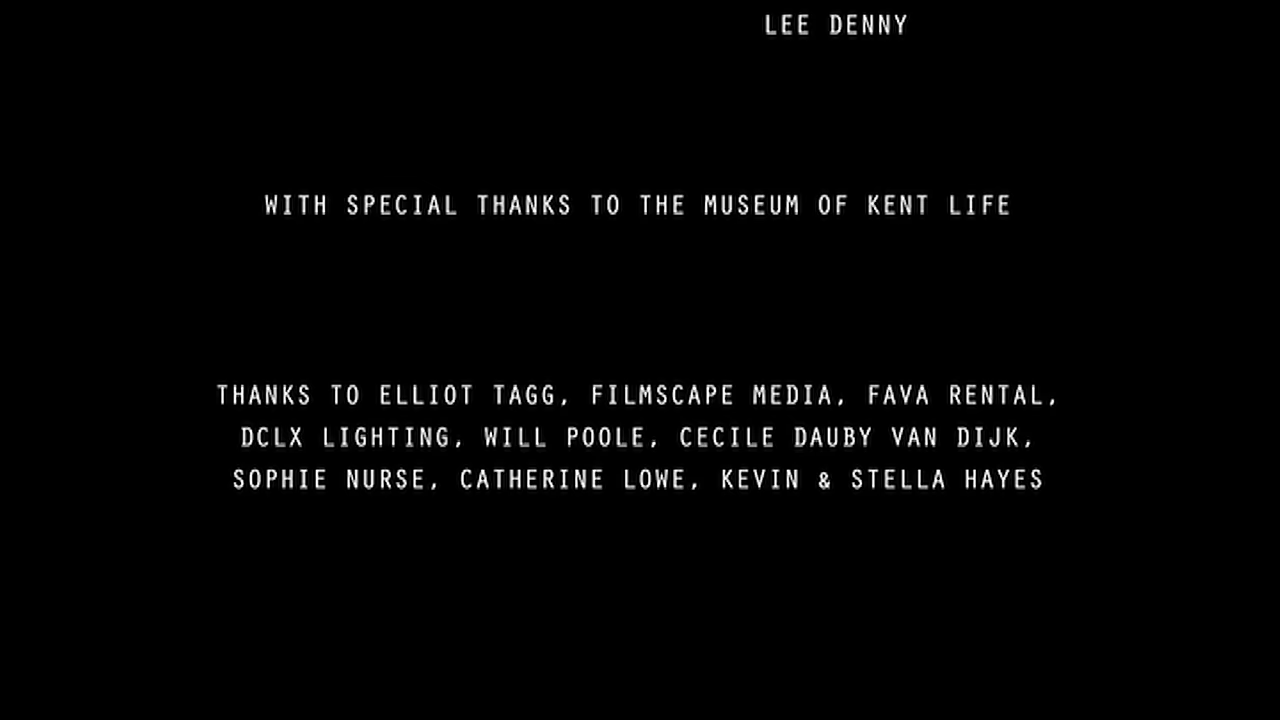 LEE DENNY
WITH SPECIAL THANKS TO THE MUSEUM OF KENT LIFE
THANKS TO ELLIOT TAGG, FILMSCAPE MEDIA, FAVA RENTAL,
DCLX LIGHTING, WILL POOLE, CECILE DAUBY VAN DIJK,
SOPHIE NURSE, CATHERINE LOWE, KEVIN & STELLA HAYES